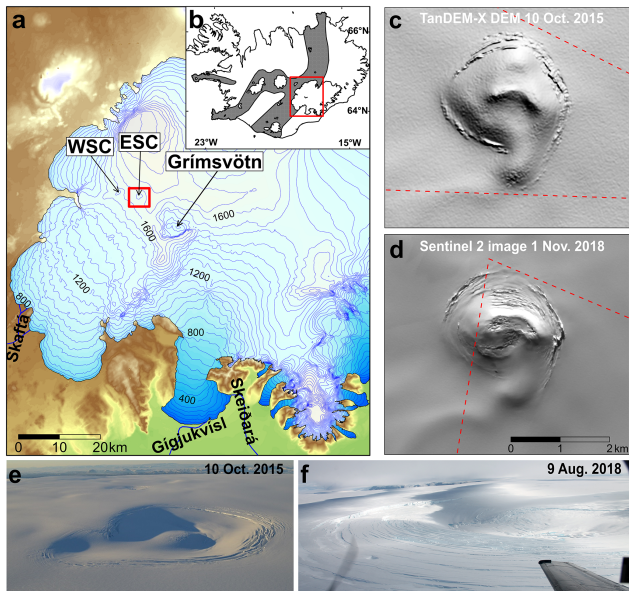 a
b
66°N
64°N
23°W
15°W
WSC
ESC
Grímsvötn
1600
1600
1200
1200
800
800
400
Skaftá
Gígjukvísl
Skeiðará
0
10
20km
c
TanDEM-X DEM 10 Oct. 2015
d
Sentinel 2 image 1 Nov. 2018
0
1
2 km
e
10 Oct. 2015
f
9 Aug. 2018